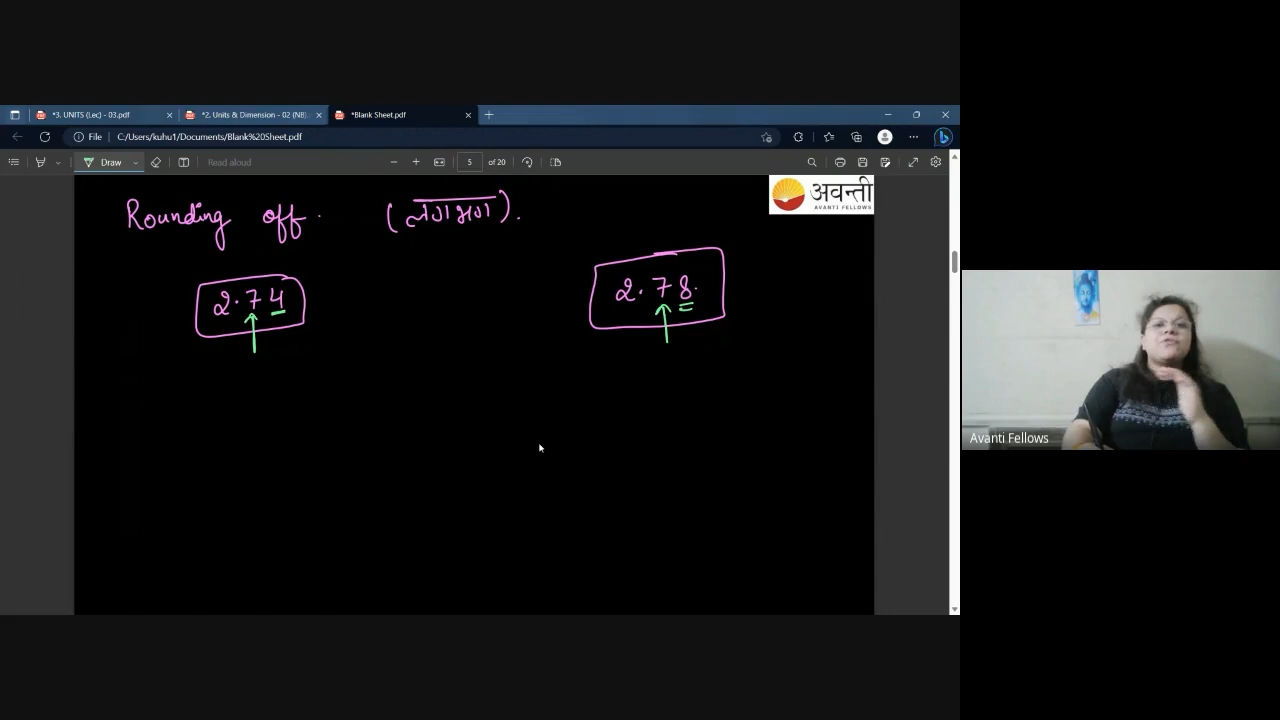 *3. UNITS (Lec) - 03.pdf
*2. Units & Dimension - 02 (NB).
*Blank Sheet.pdf
File C:/Users/kuhu1/Documents/Blank%20Sheet.pdf
Draw Read aloud 5 of 20
अवन्ती
AVANTI FELLOWS
Rounding off.
2.74 2.78.
Avanti Fellows